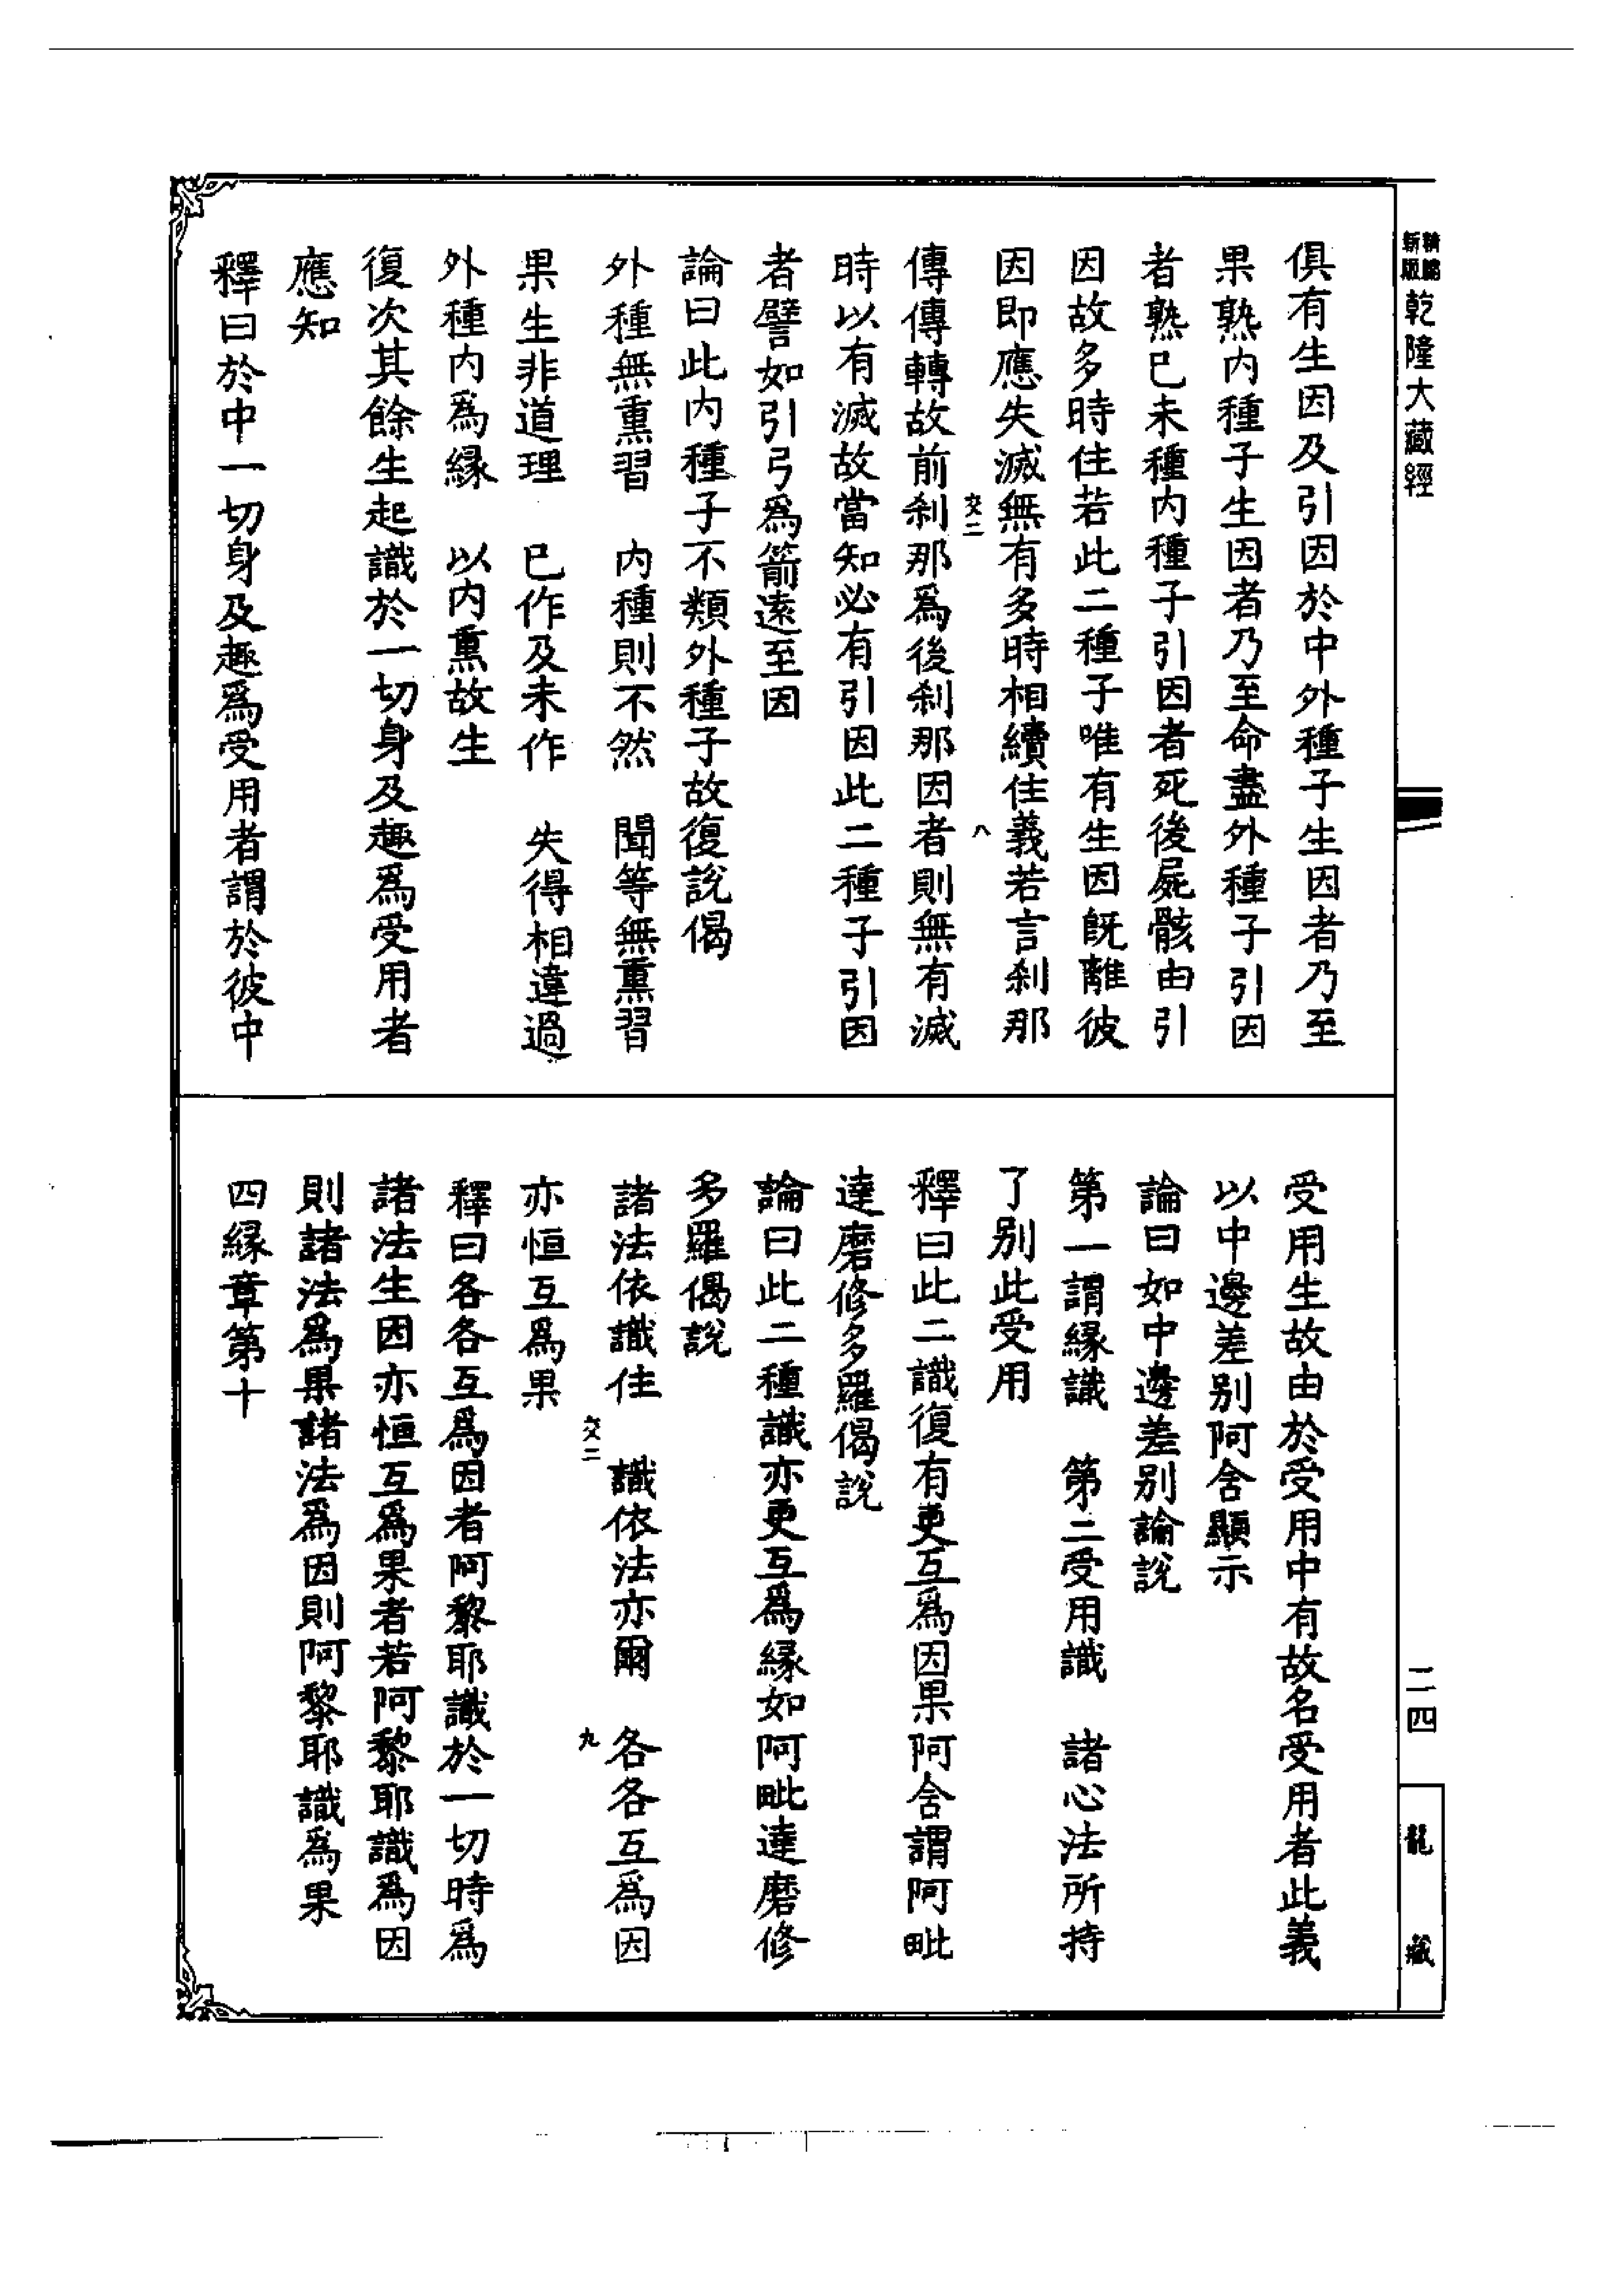 新版 精縮 乾隆大藏經
俱有生因及引因於中外種子生因者乃至
果熟內種子生因者乃至命盡外種子引因
者熟已未種內種子引因者死後屍骸由引
因故多時住若此二種子唯有生因旣離彼
因即應失滅無有多時相續住義若言剎那
交二 八
傳傳轉故前剎那爲後剎那因者則無有滅
時以有滅故當知必有引因此二種子引因
者譬如引弓爲箭遠至因
論曰此內種子不類外種子故復說偈
外種無熏習 內種則不然 聞等無熏習
果生非道理 已作及未作 失得相違過
外種內爲緣 以內熏故生
復次其餘生起識於一切身及趣爲受用者
應知
釋曰於中一切身及趣爲受用者謂於彼中
受用生故由於受用中有故名受用者此義
以中邊差别阿含顯示
論曰如中邊差别論說
第一謂緣識 第二受用識 諸心法所持
了别此受用
釋曰此二識復有更互爲因果阿含謂阿毗
達磨修多羅偈說
論曰此二種識亦更互爲緣如阿毗達磨修
多羅偈說
諸法依識住 識依法亦爾 各各互爲因
交二 九
亦恒互爲果
釋曰各各互爲因者阿黎耶識於一切時爲
諸法生因亦恒互爲果者若阿黎耶識爲因
則諸法爲果諸法爲因則阿黎耶識爲果
四緣章第十
二四
龍藏